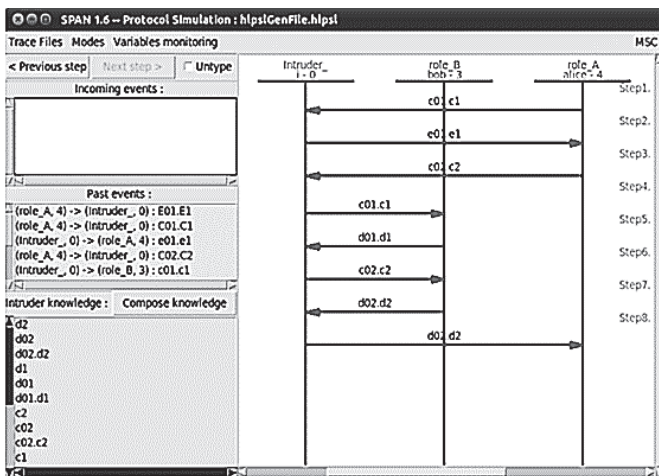 SPAN 1.6 -- Protocol Simulation : hlpslGenFile.hlpsl
Trace Files Modes Variables monitoring MSC
< Previous step Next step > Untype
Incoming events :
Past events :
(role_A, 4) -> (Intruder_, 0) : E01.E1
(role_A, 4) -> (Intruder_, 0) : C01.C1
(Intruder_, 0) -> (role_A, 4) : e01.e1
(role_A, 4) -> (Intruder_, 0) : C02.C2
(Intruder_, 0) -> (role_B, 3) : c01.c1
Intruder knowledge : Compose knowledge
d2
d02
d02.d2
d1
d01
d01.d1
c2
c02
c02.c2
c1
Intruder_
i - 0
role_B
bob - 3
role_A
alice - 4
Step1.
c01.c1
Step2.
e01.e1
Step3.
c02.c2
Step4.
c01.c1
Step5.
d01.d1
Step6.
c02.c2
Step7.
d02.d2
Step8.
d02.d2